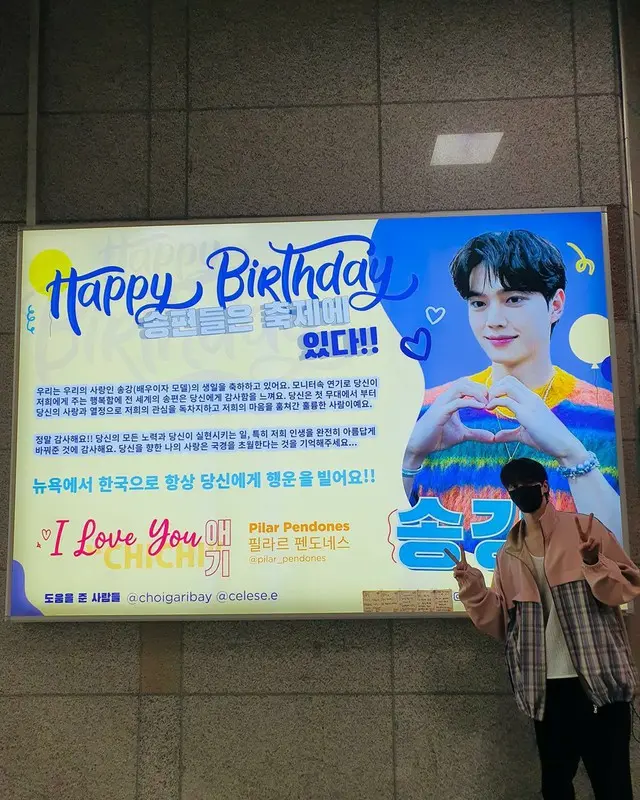 Happy Birthday
송편들은 축제에
있다!!
우리는 우리의 사랑인 송강(배우이자 모델)의 생일을 축하하고 있어요. 모니터속 연기로 당신이
저희에게 주는 행복함에 전 세계의 송편은 당신에게 감사함을 느껴요. 당신은 첫 무대에서 부터
당신의 사랑과 열정으로 저희의 관심을 독차지하고 저희의 마음을 훔쳐간 훌륭한 사람이예요.
정말 감사해요!! 당신의 모든 노력과 당신이 실현시키는 일, 특히 저희 인생을 완전히 아름답게
바꿔준 것에 감사해요. 당신을 향한 나의 사랑은 국경을 초월한다는 것을 기억해주세요...
뉴욕에서 한국으로 항상 당신에게 행운을 빌어요!!
I Love You 애기
"CHICHI"
Pilar Pendones
필라르 펜도네스
@pilar_pendones
송강
도움을 준 사람들 @choigaribay @celese.e